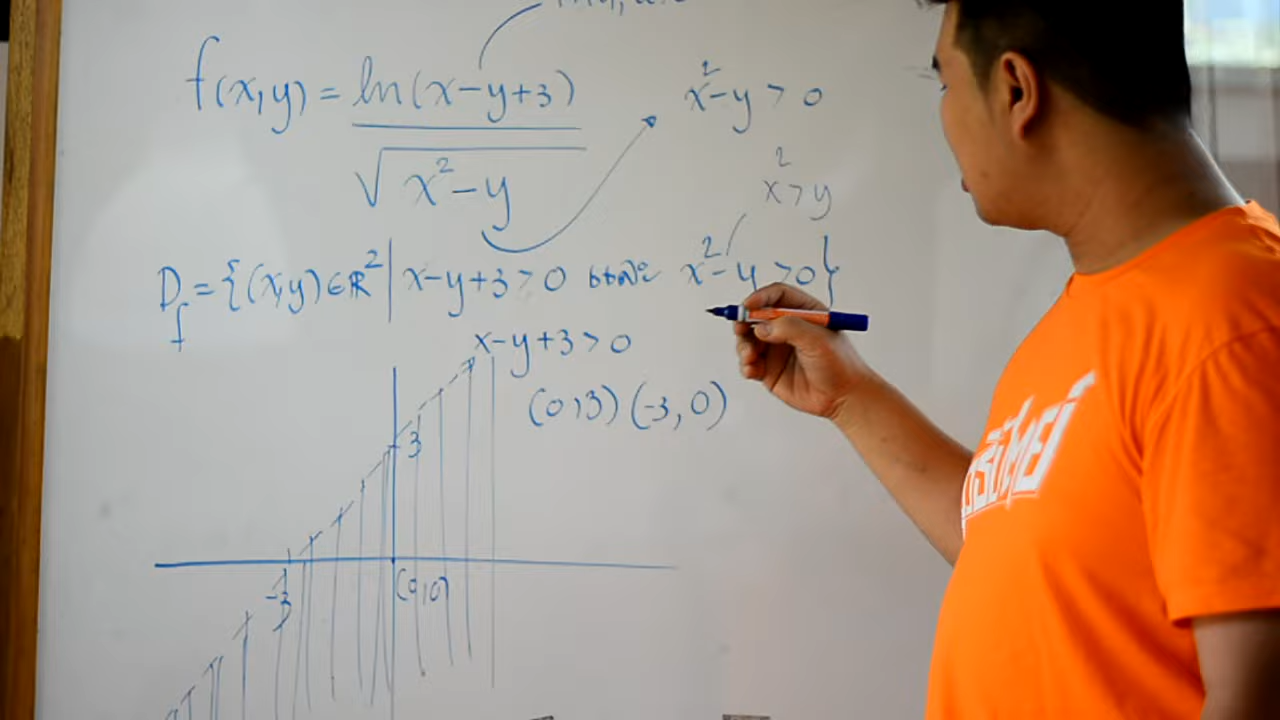 f(x,y) = ln(x-y+3)
√x²-y
x²-y > 0
x²>y
D_f = {(x,y)∈ℝ² | x-y+3>0 และ x²-y>0}
x-y+3>0
(0,3) (-3,0)
3
-3
(0,0)